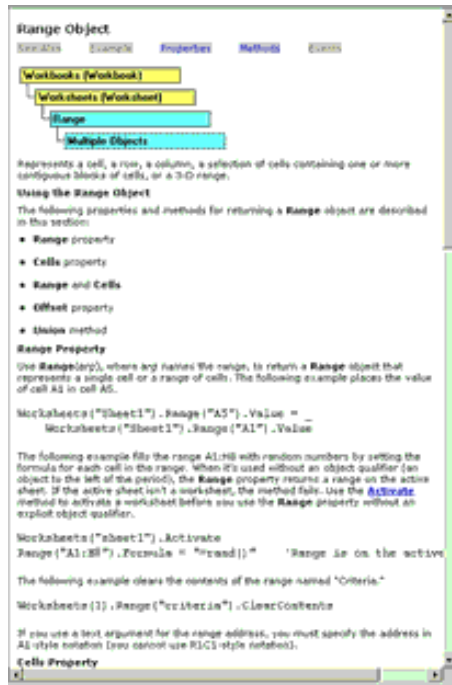 Range Object
See Also Example Properties Methods Events
Workbooks (Workbook)
Worksheets (Worksheet)
Range
Multiple Objects
Represents a cell, a row, a column, a selection of cells containing one or more
contiguous blocks of cells, or a 3-D range.
Using the Range Object
The following properties and methods for returning a Range object are described
in this section:
• Range property
• Cells property
• Range and Cells
• Offset property
• Union method
Range Property
Use Range(arg), where arg names the range, to return a Range object that
represents a single cell or a range of cells. The following example places the value
of cell A1 in cell A5.
Worksheets("Sheet1").Range("A5").Value = _
Worksheets("Sheet1").Range("A1").Value
The following example fills the range A1:H8 with random numbers by setting the
formula for each cell in the range. When it's used without an object qualifier (an
object to the left of the period), the Range property returns a range on the active
sheet. If the active sheet isn't a worksheet, the method fails. Use the Activate
method to activate a worksheet before you use the Range property without an
explicit object qualifier.
Worksheets("sheet1").Activate
Range("A1:H8").Formula = "=rand()" 'Range is on the active
The following example clears the contents of the range named "Criteria."
Worksheets(1).Range("criteria").ClearContents
If you use a text argument for the range address, you must specify the address in
A1-style notation (you cannot use R1C1-style notation).
Cells Property